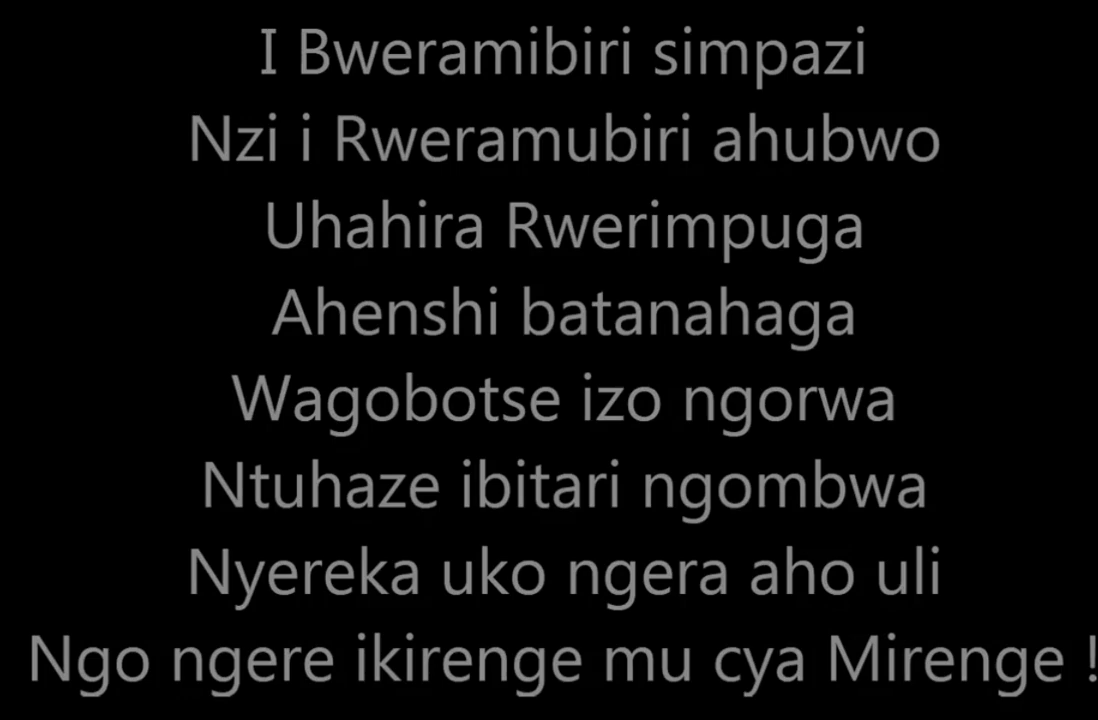 I Bweramibiri simpazi
Nzi i Rweramubiri ahubwo
Uhahira Rwerimpuga
Ahenshi batanahaga
Wagobotse izo ngorwa
Ntuhaze ibitari ngombwa
Nyereka uko ngera aho uli
Ngo ngere ikirenge mu cya Mirenge !